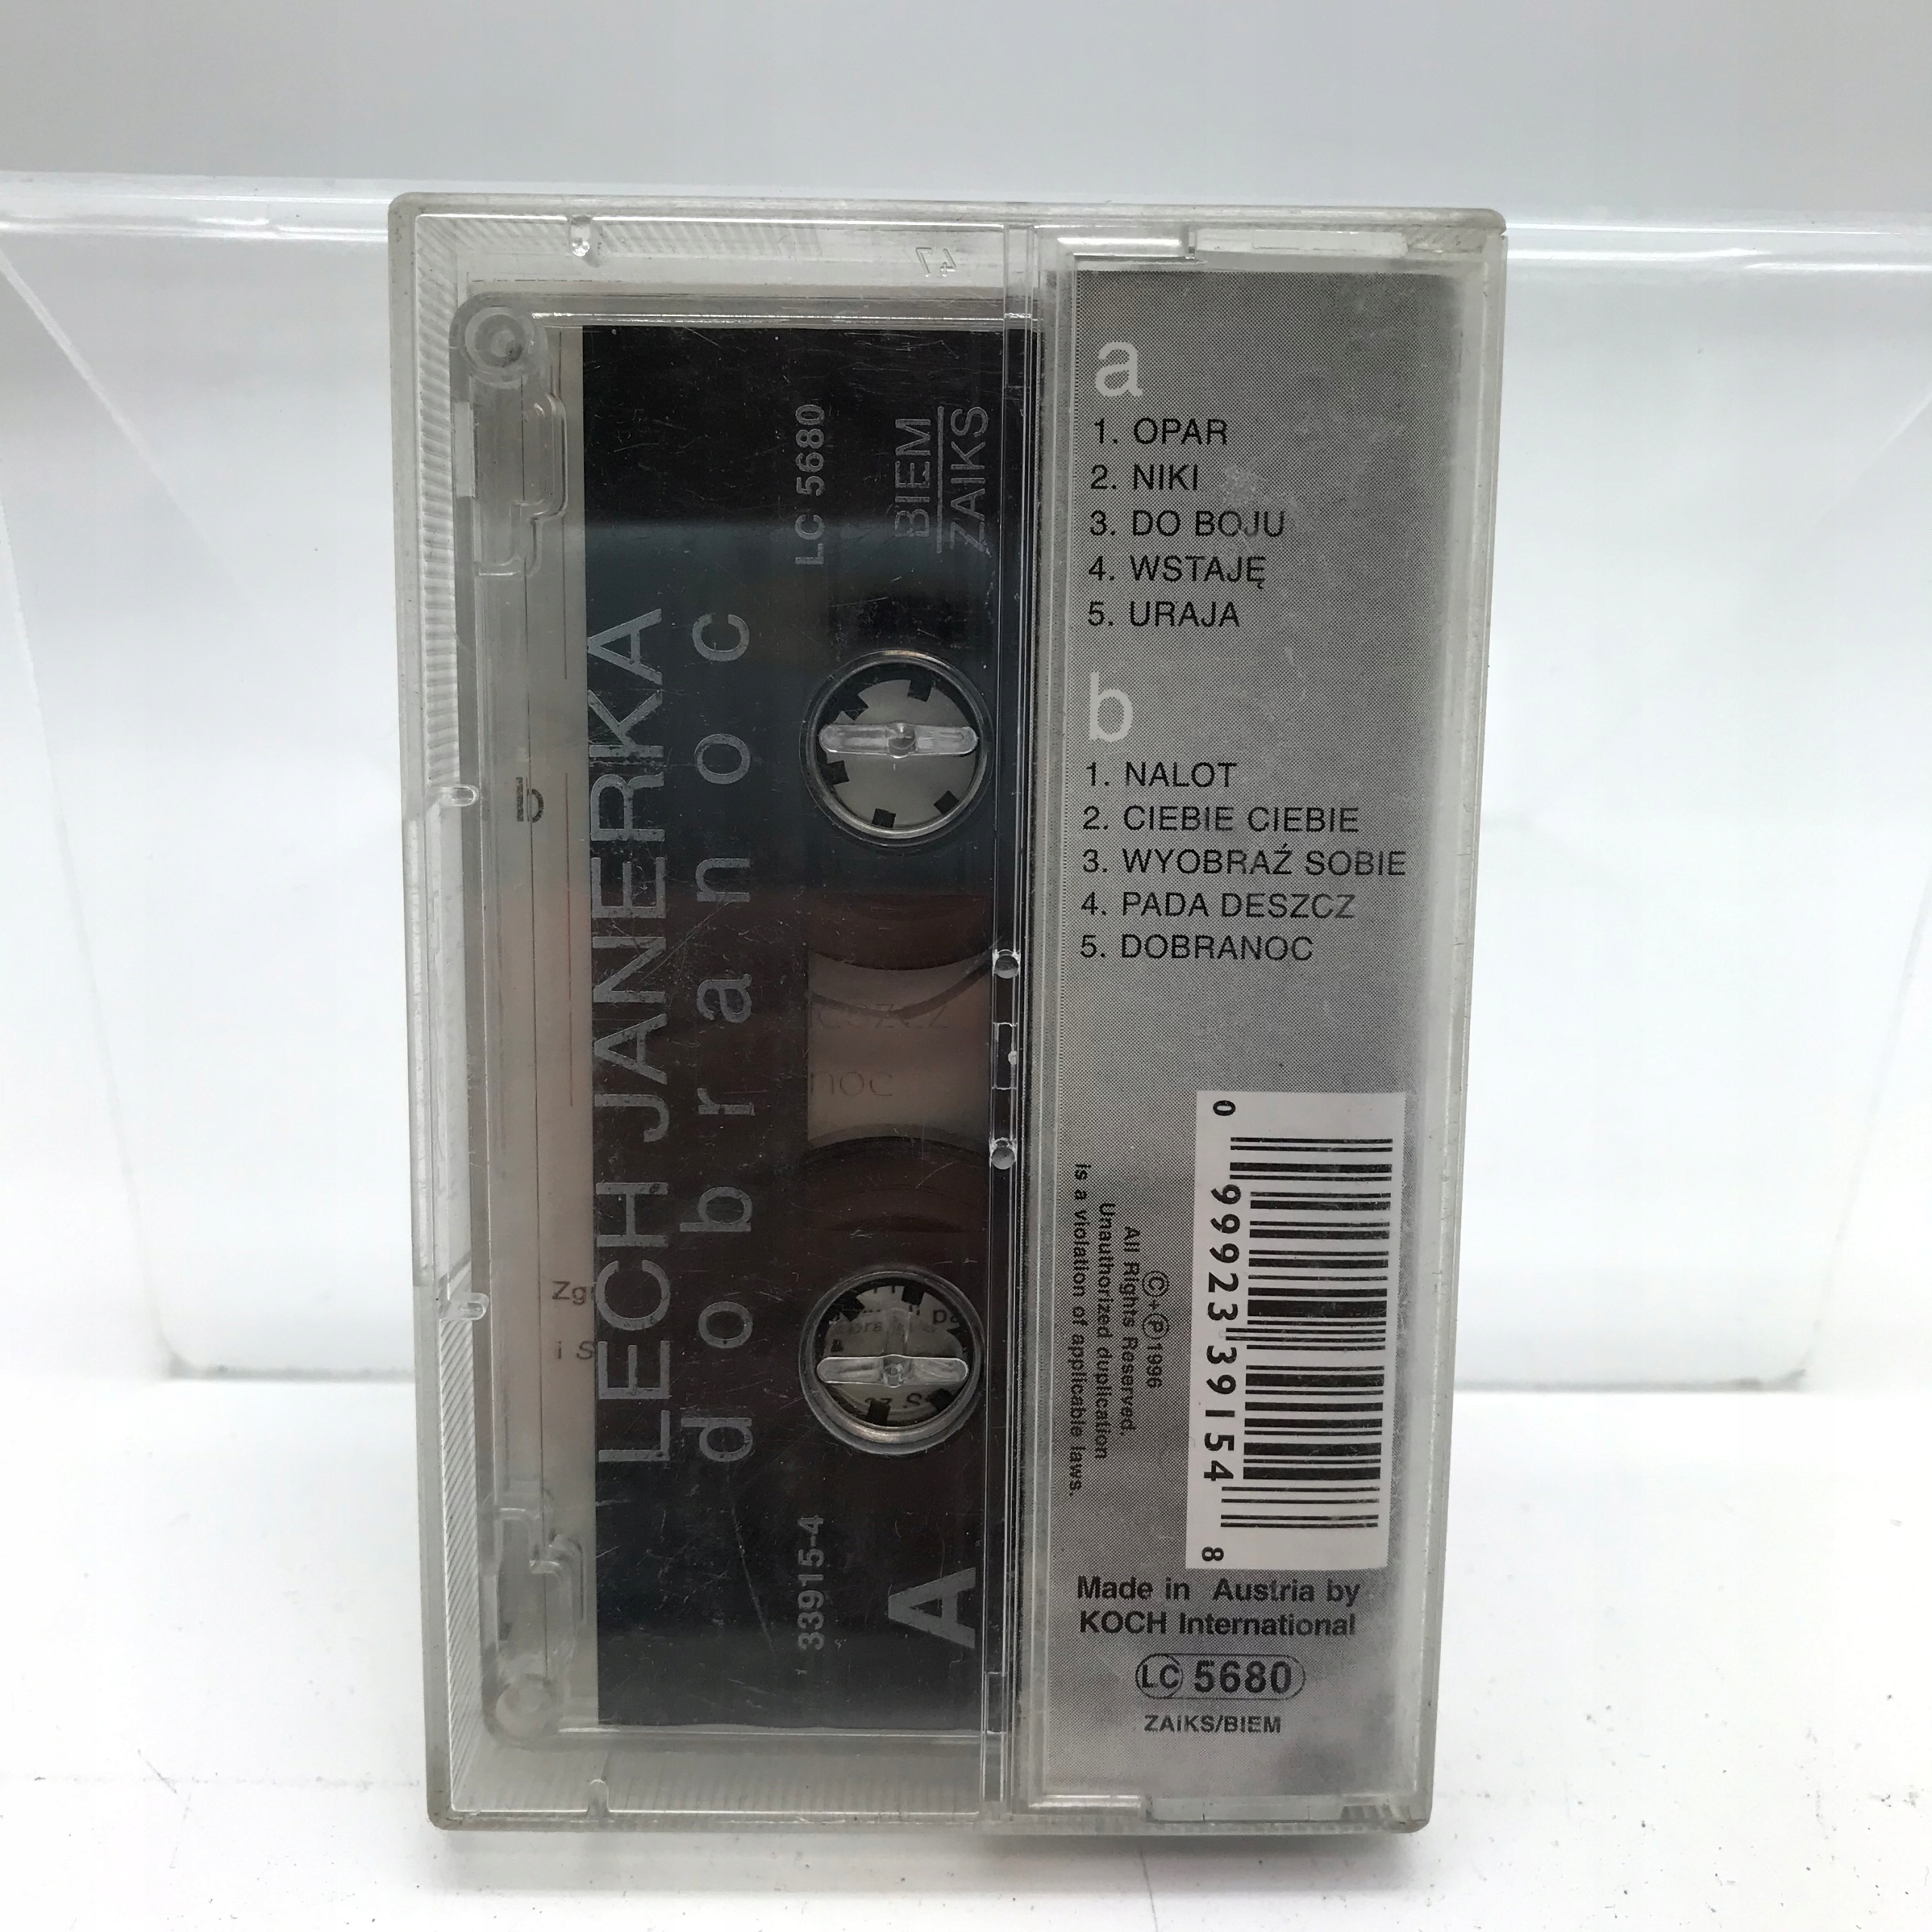 LECH JANERKA
dobranoc
LC 5680
BIEM
ZAIKS
33915-4
A
a
1. OPAR
2. NIKI
3. DO BOJU
4. WSTAJĘ
5. URAJA
b
1. NALOT
2. CIEBIE CIEBIE
3. WYOBRAŹ SOBIE
4. PADA DESZCZ
5. DOBRANOC
0 99923 39154 8
©+℗1996
All Rights Reserved.
Unauthorized duplication
is a violation of applicable laws.
Made in Austria by
KOCH International
LC 5680
ZAiKS/BIEM
47
noc
i S